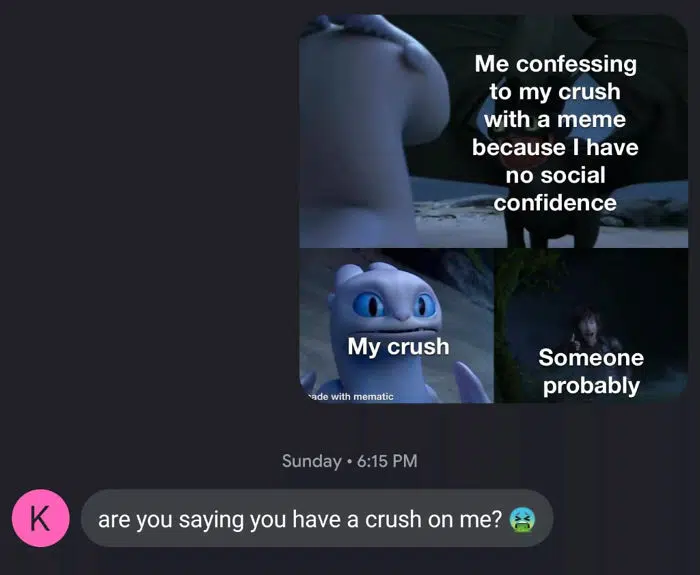 Me confessing
to my crush
with a meme
because I have
no social
confidence
My crush
Someone
probably
ade with mematic
Sunday • 6:15 PM
K
are you saying you have a crush on me? 🤮